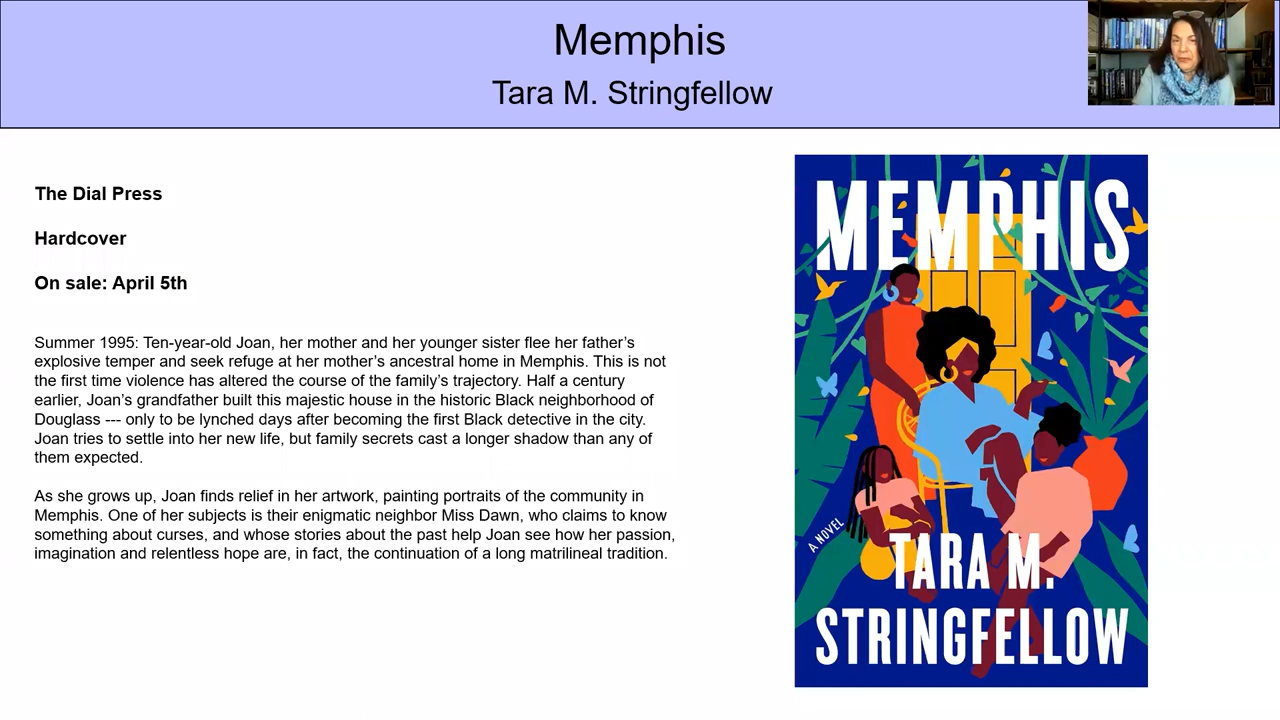 Memphis
Tara M. Stringfellow
The Dial Press
Hardcover
On sale: April 5th
Summer 1995: Ten-year-old Joan, her mother and her younger sister flee her father’s
explosive temper and seek refuge at her mother’s ancestral home in Memphis. This is not
the first time violence has altered the course of the family’s trajectory. Half a century
earlier, Joan’s grandfather built this majestic house in the historic Black neighborhood of
Douglass --- only to be lynched days after becoming the first Black detective in the city.
Joan tries to settle into her new life, but family secrets cast a longer shadow than any of
them expected.
As she grows up, Joan finds relief in her artwork, painting portraits of the community in
Memphis. One of her subjects is their enigmatic neighbor Miss Dawn, who claims to know
something about curses, and whose stories about the past help Joan see how her passion,
imagination and relentless hope are, in fact, the continuation of a long matrilineal tradition.
MEMPHIS
A NOVEL
TARA M.
STRINGFELLOW